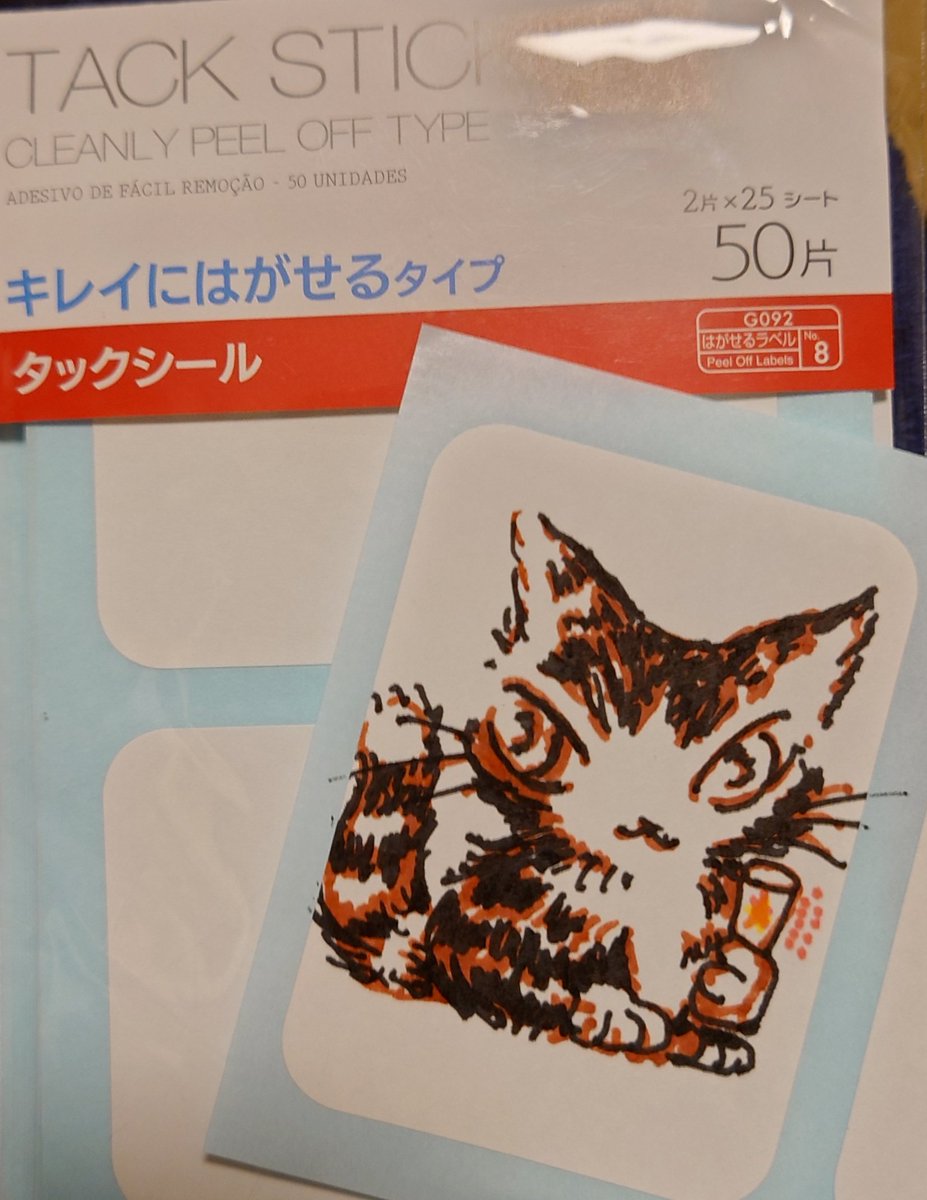 TACK STIC
CLEANLY PEEL OFF TYPE
ADESIVO DE FÁCIL REMOÇÃO - 50 UNIDADES
2片×25シート
50片
キレイにはがせるタイプ
G092
はがせるラベル
Peel Off Labels
No.
8
タックシール